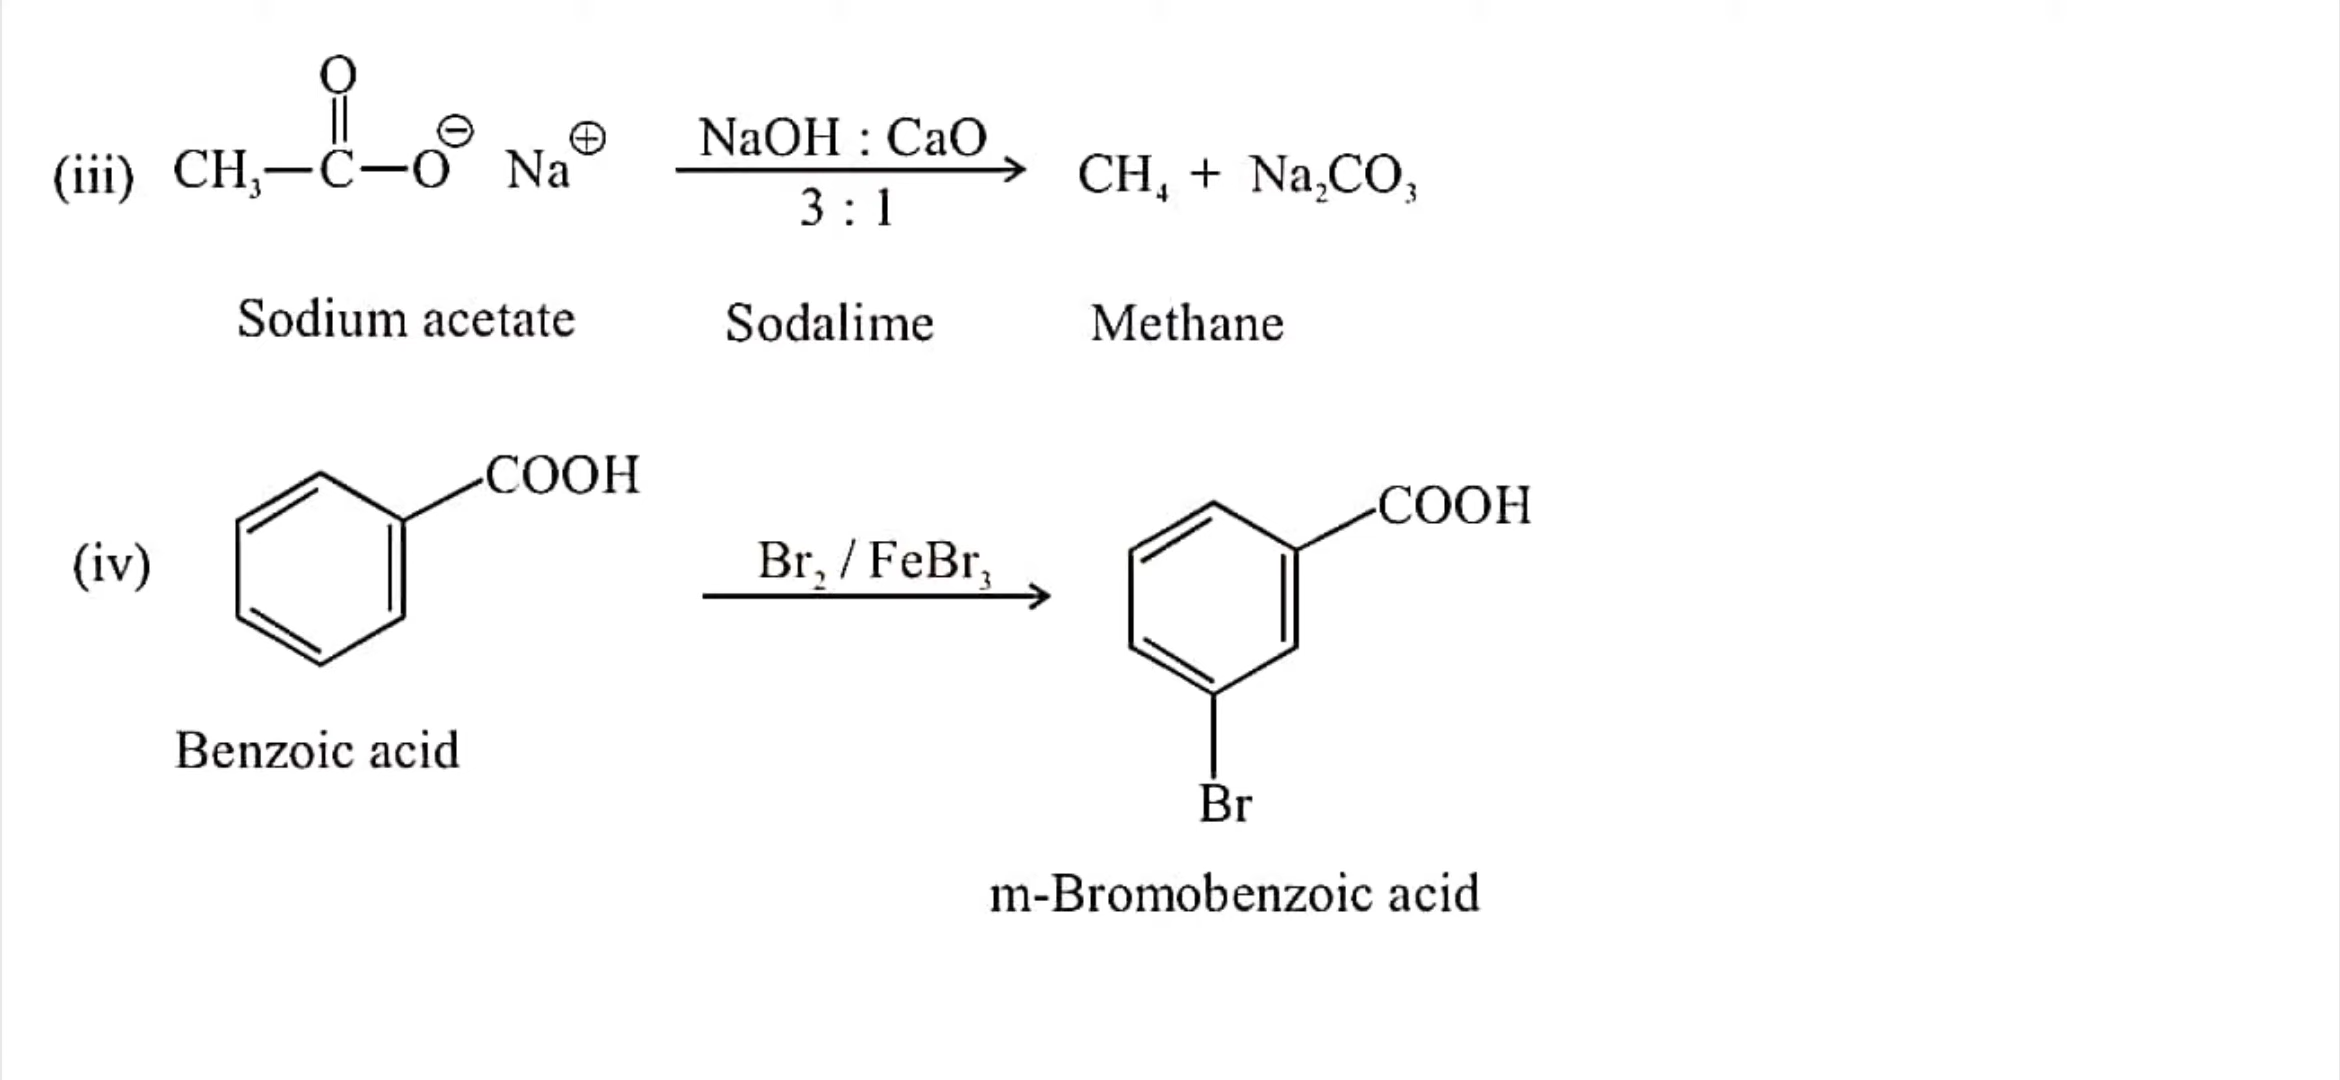 O
(iii) CH₃–C–O⊖ Na⊕ NaOH : CaO CH₄ + Na₂CO₃
3 : 1
Sodium acetate Sodalime Methane
COOH COOH
(iv) Br₂ / FeBr₃
Benzoic acid
Br
m-Bromobenzoic acid